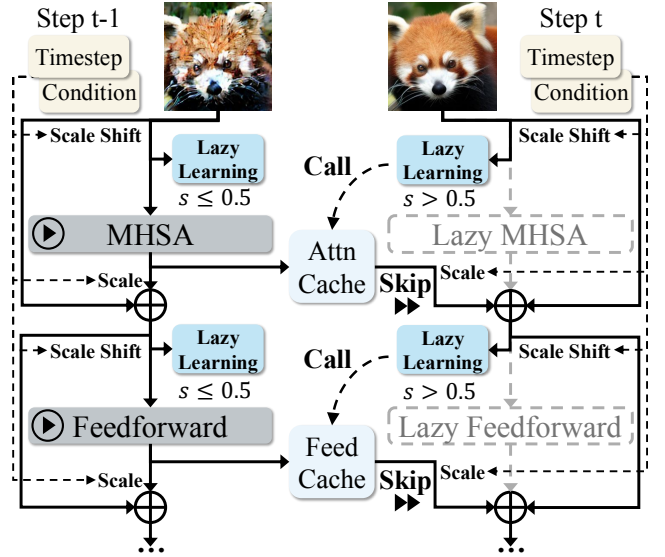 Step t-1
Step t
Timestep
Condition
Timestep
Condition
Scale Shift
Lazy
Learning
s ≤ 0.5
Call
Lazy
Learning
s > 0.5
Scale Shift
MHSA
Attn
Cache
Lazy MHSA
Scale
Skip
Scale
Scale Shift
Lazy
Learning
s ≤ 0.5
Call
Lazy
Learning
s > 0.5
Scale Shift
Feedforward
Feed
Cache
Lazy Feedforward
Scale
Skip
Scale
...
...